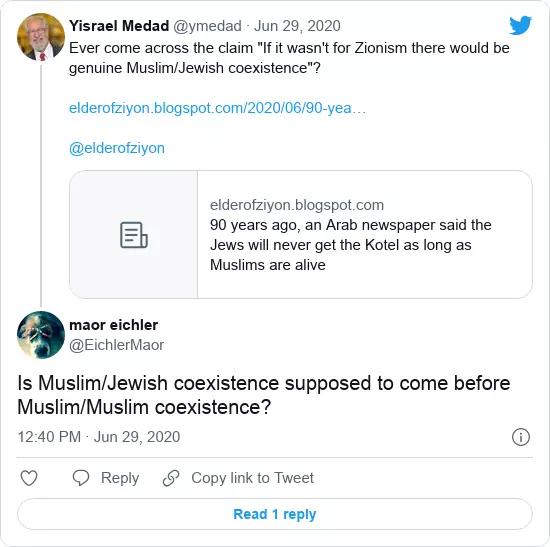 Yisrael Medad @ymedad · Jun 29, 2020
Ever come across the claim "If it wasn't for Zionism there would be
genuine Muslim/Jewish coexistence"?
elderofziyon.blogspot.com/2020/06/90-yea…
@elderofziyon
elderofziyon.blogspot.com
90 years ago, an Arab newspaper said the
Jews will never get the Kotel as long as
Muslims are alive
maor eichler
@EichlerMaor
Is Muslim/Jewish coexistence supposed to come before
Muslim/Muslim coexistence?
12:40 PM · Jun 29, 2020
Reply Copy link to Tweet
Read 1 reply